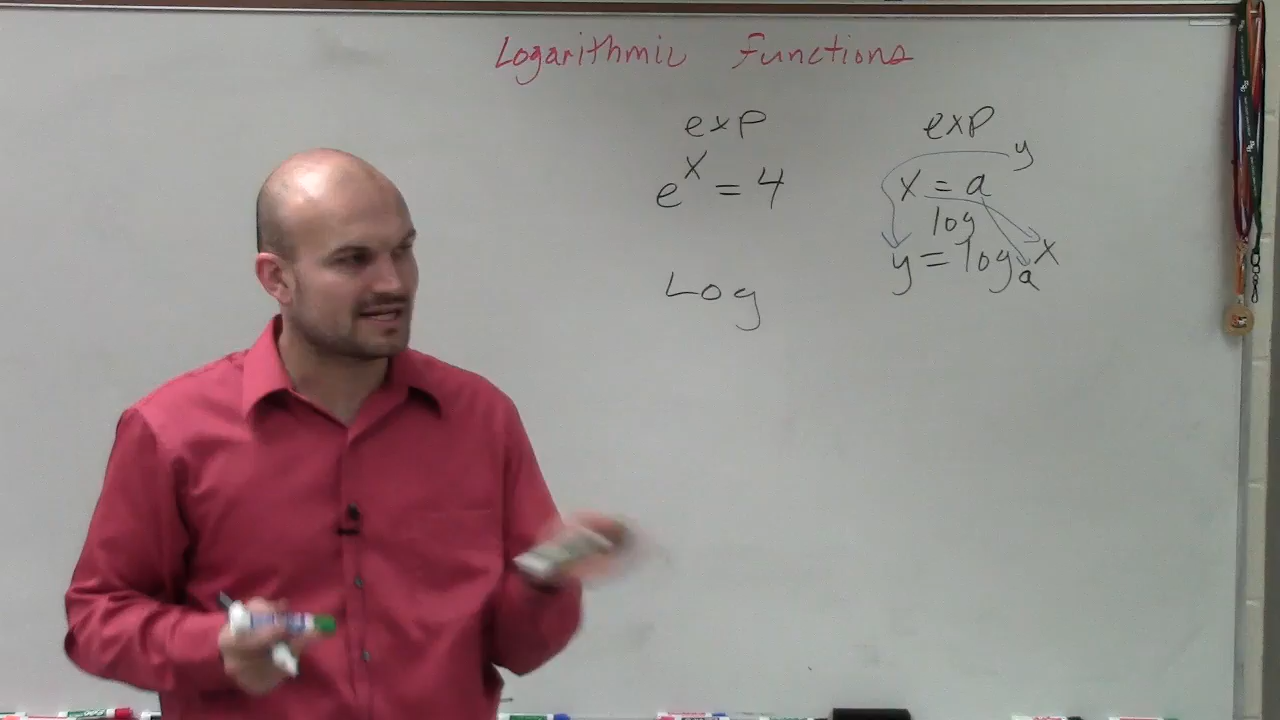 Logarithmic Functions
exp
e^x = 4
Log
exp
x = a^y
log
y = log_a x